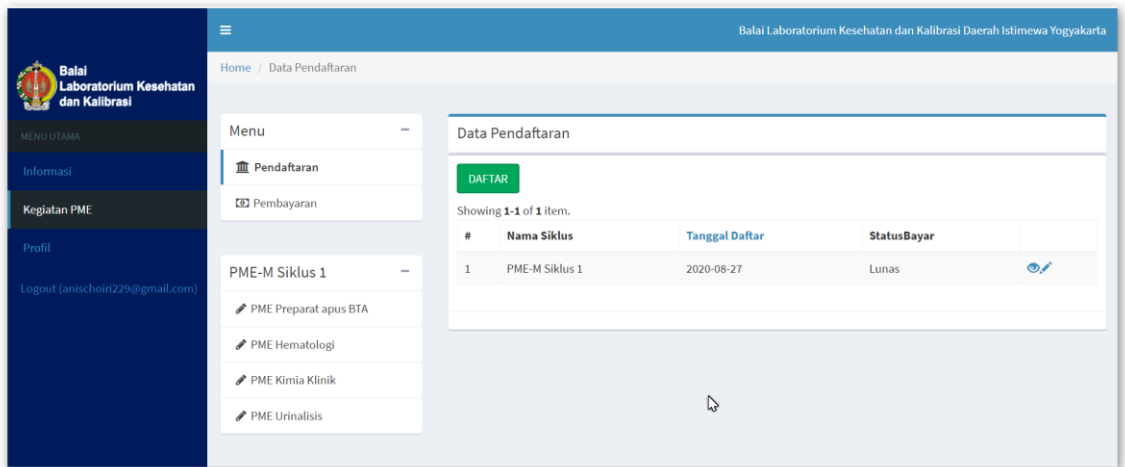 Balai Laboratorium Kesehatan dan Kalibrasi Daerah Istimewa Yogyakarta
Balai
Laboratorium Kesehatan
dan Kalibrasi
Home / Data Pendaftaran
MENU UTAMA
Informasi
Kegiatan PME
Profil
Logout (anischoiri229@gmail.com)
Menu
Pendaftaran
Pembayaran
PME-M Siklus 1
PME Preparat apus BTA
PME Hematologi
PME Kimia Klinik
PME Urinalisis
Data Pendaftaran
DAFTAR
Showing 1-1 of 1 item.
# Nama Siklus Tanggal Daftar StatusBayar
1 PME-M Siklus 1 2020-08-27 Lunas